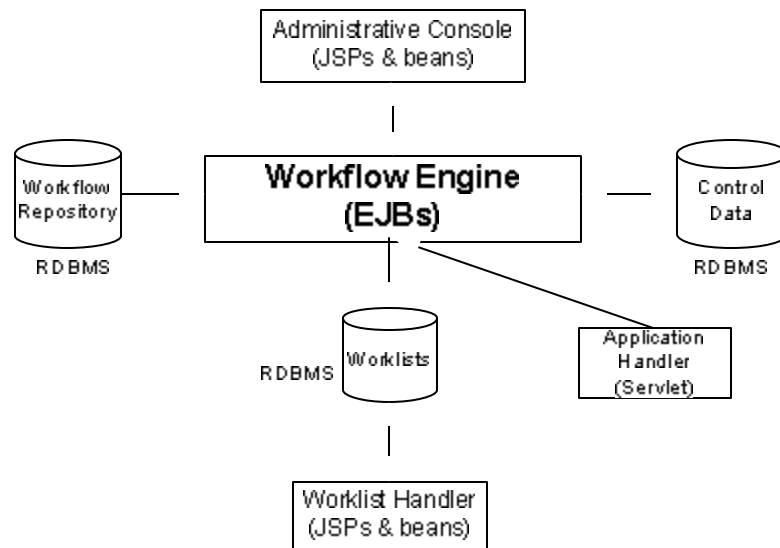 Administrative Console
(JSPs & beans)
Workflow Engine
(EJBs)
Workflow
Repository
RDBMS
Control
Data
RDBMS
Worklists
RDBMS
Application
Handler
(Servlet)
Worklist Handler
(JSPs & beans)